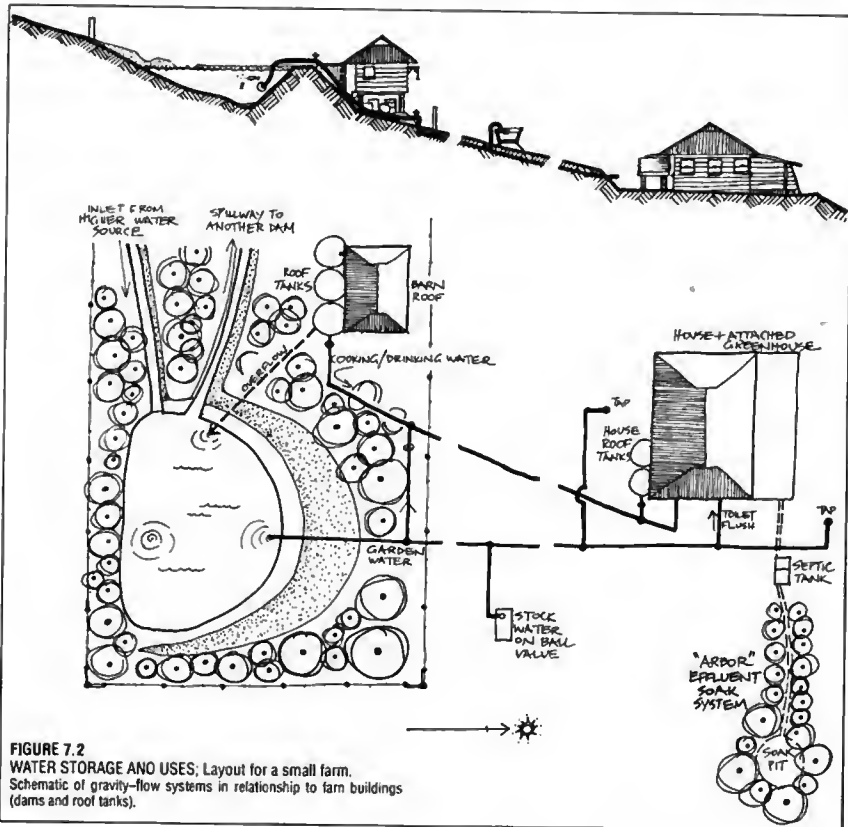 INLET FROM
HIGHER WATER
SOURCE
SPILLWAY TO
ANOTHER DAM
ROOF
TANKS
BARN
ROOF
OVERFLOW
COOKING/DRINKING WATER
HOUSE + ATTACHED
GREENHOUSE
TAP
HOUSE
ROOF
TANKS
TOILET
FLUSH
TAP
GARDEN
WATER
SEPTIC
TANK
STOCK
WATER
ON BALL
VALVE
"ARBOR"
EFFLUENT
SOAK
SYSTEM
SOAK
PIT
FIGURE 7.2
WATER STORAGE AND USES; Layout for a small farm.
Schematic of gravity-flow systems in relationship to farn buildings
(dams and roof tanks).